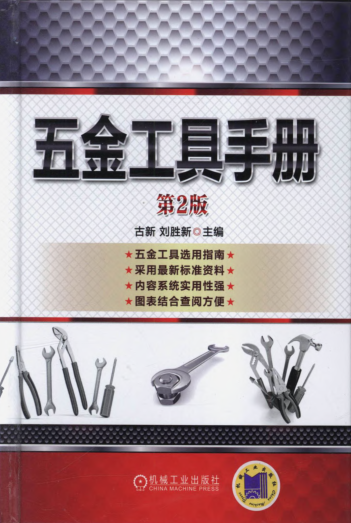 五金工具手册
第2版
古新 刘胜新 主编
★五金工具选用指南★
★采用最新标准资料★
★内容系统实用性强★
★图表结合查阅方便★
机械工业出版社
CHINA MACHINE PRESS